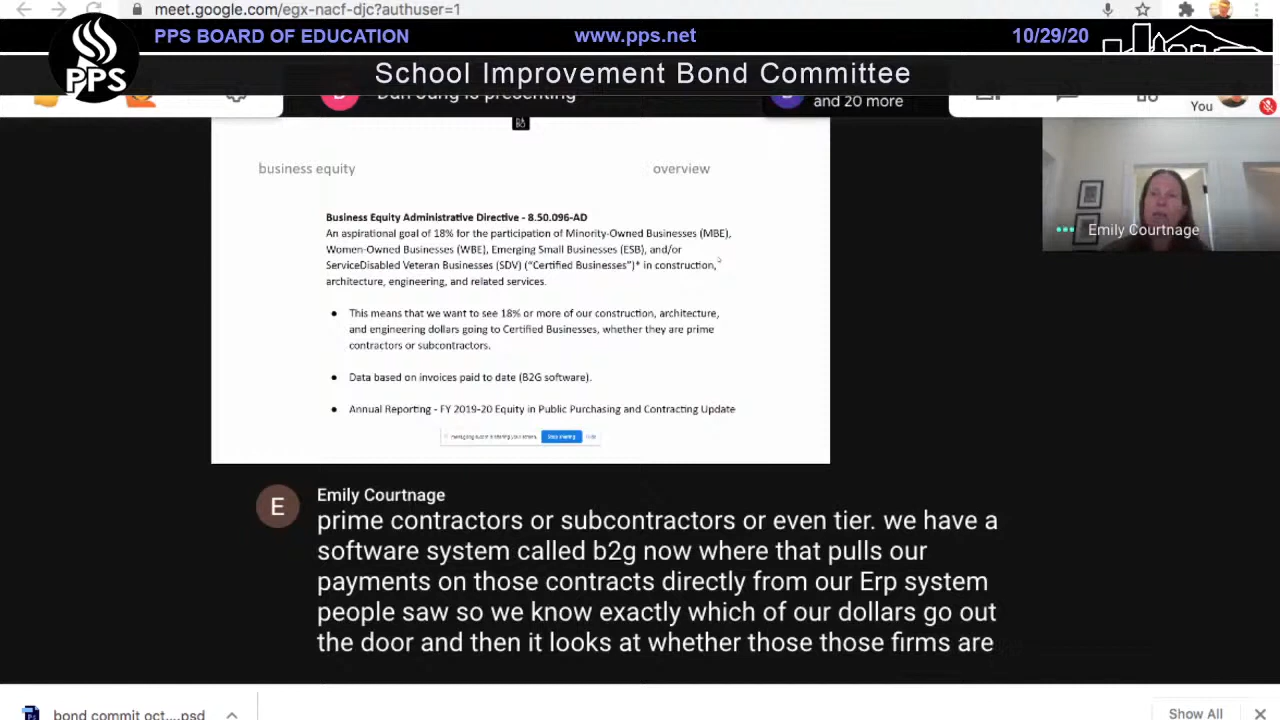 meet.google.com/egx-nacf-djc?authuser=1
PPS BOARD OF EDUCATION www.pps.net 10/29/20
PPS
School Improvement Bond Committee
is presenting
and 20 more
You
business equity overview
Business Equity Administrative Directive - 8.50.096-AD
An aspirational goal of 18% for the participation of Minority-Owned Businesses (MBE),
Women-Owned Businesses (WBE), Emerging Small Businesses (ESB), and/or
ServiceDisabled Veteran Businesses (SDV) (“Certified Businesses”)* in construction,
architecture, engineering, and related services.
● This means that we want to see 18% or more of our construction, architecture,
and engineering dollars going to Certified Businesses, whether they are prime
contractors or subcontractors.
● Data based on invoices paid to date (B2G software).
● Annual Reporting - FY 2019-20 Equity in Public Purchasing and Contracting Update
Stop sharing
Emily Courtnage
E
Emily Courtnage
prime contractors or subcontractors or even tier. we have a
software system called b2g now where that pulls our
payments on those contracts directly from our Erp system
people saw so we know exactly which of our dollars go out
the door and then it looks at whether those those firms are
bond commit oct....psd
Show All